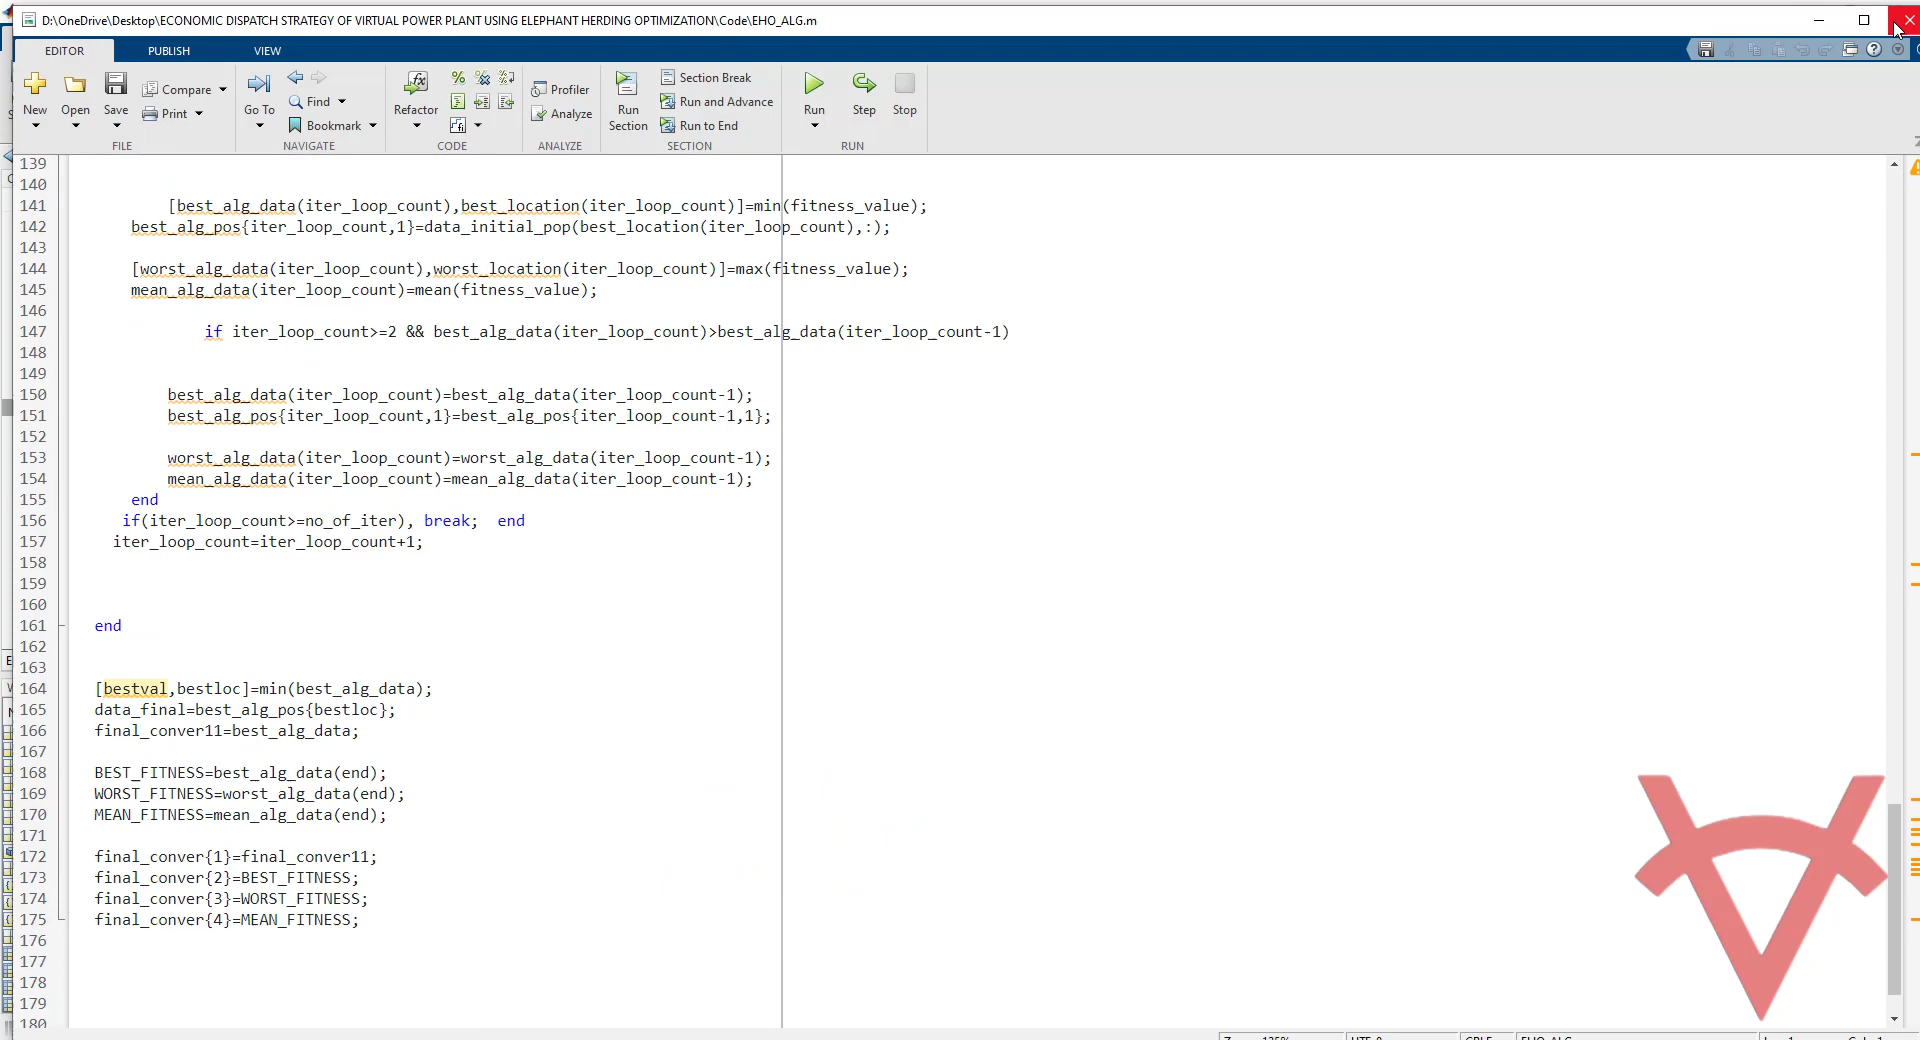 D:\OneDrive\Desktop\ECONOMIC DISPATCH STRATEGY OF VIRTUAL POWER PLANT USING ELEPHANT HERDING OPTIMIZATION\Code\EHO_ALG.m
EDITOR PUBLISH VIEW
New Open Save Compare Print
FILE
Go To Find Bookmark
NAVIGATE
Refactor
CODE
Profiler Analyze
ANALYZE
Run Section Section Break Run and Advance Run to End
SECTION
Run Step Stop
RUN
139
140
141 [best_alg_data(iter_loop_count),best_location(iter_loop_count)]=min(fitness_value);
142 best_alg_pos{iter_loop_count,1}=data_initial_pop(best_location(iter_loop_count),:);
143
144 [worst_alg_data(iter_loop_count),worst_location(iter_loop_count)]=max(fitness_value);
145 mean_alg_data(iter_loop_count)=mean(fitness_value);
146
147 if iter_loop_count>=2 && best_alg_data(iter_loop_count)>best_alg_data(iter_loop_count-1)
148
149
150 best_alg_data(iter_loop_count)=best_alg_data(iter_loop_count-1);
151 best_alg_pos{iter_loop_count,1}=best_alg_pos{iter_loop_count-1,1};
152
153 worst_alg_data(iter_loop_count)=worst_alg_data(iter_loop_count-1);
154 mean_alg_data(iter_loop_count)=mean_alg_data(iter_loop_count-1);
155 end
156 if(iter_loop_count>=no_of_iter), break; end
157 iter_loop_count=iter_loop_count+1;
158
159
160
161 end
162
163
164 [bestval,bestloc]=min(best_alg_data);
165 data_final=best_alg_pos{bestloc};
166 final_conver11=best_alg_data;
167
168 BEST_FITNESS=best_alg_data(end);
169 WORST_FITNESS=worst_alg_data(end);
170 MEAN_FITNESS=mean_alg_data(end);
171
172 final_conver{1}=final_conver11;
173 final_conver{2}=BEST_FITNESS;
174 final_conver{3}=WORST_FITNESS;
175 final_conver{4}=MEAN_FITNESS;
176
177
178
179
180